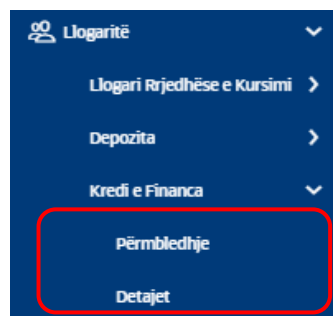 Llogaritë
Llogari Rrjedhëse e Kursimi
Depozita
Kredi e Financa
Përmbledhje
Detajet